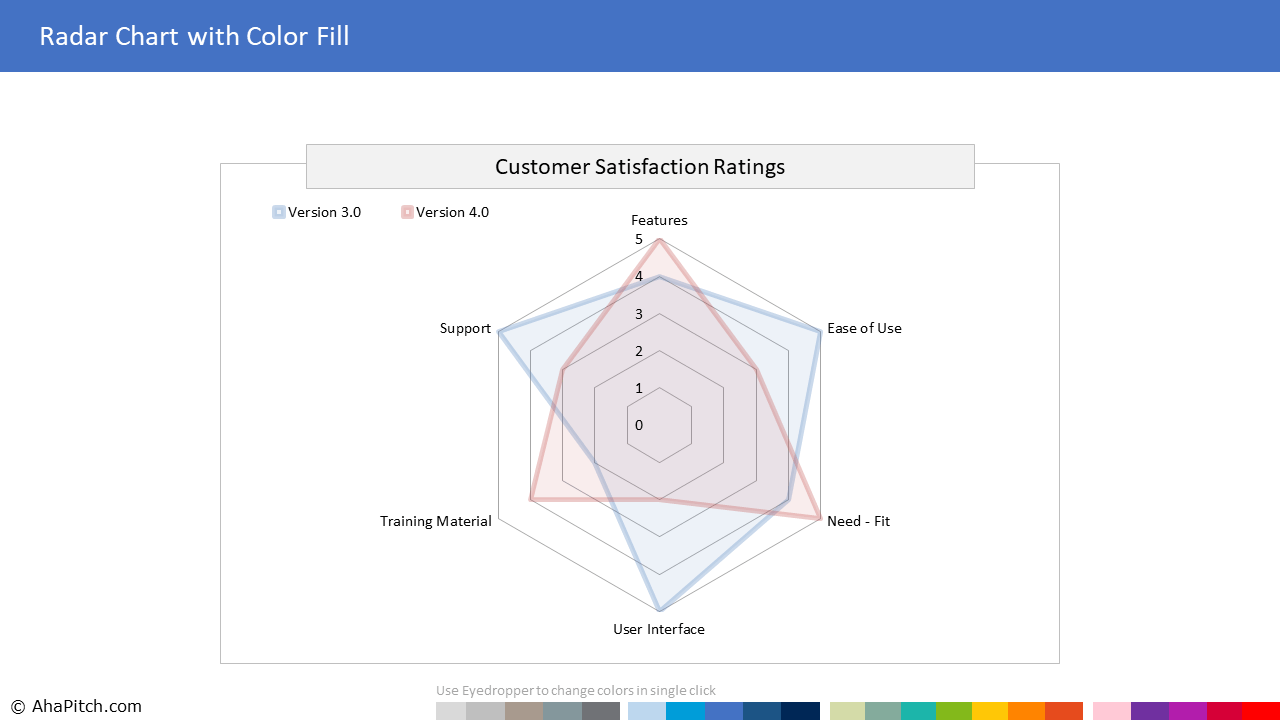 Radar Chart with Color Fill
Customer Satisfaction Ratings
Version 3.0
Version 4.0
Features
5
4
3
2
1
0
Support
Ease of Use
Training Material
Need - Fit
User Interface
Use Eyedropper to change colors in single click
© AhaPitch.com